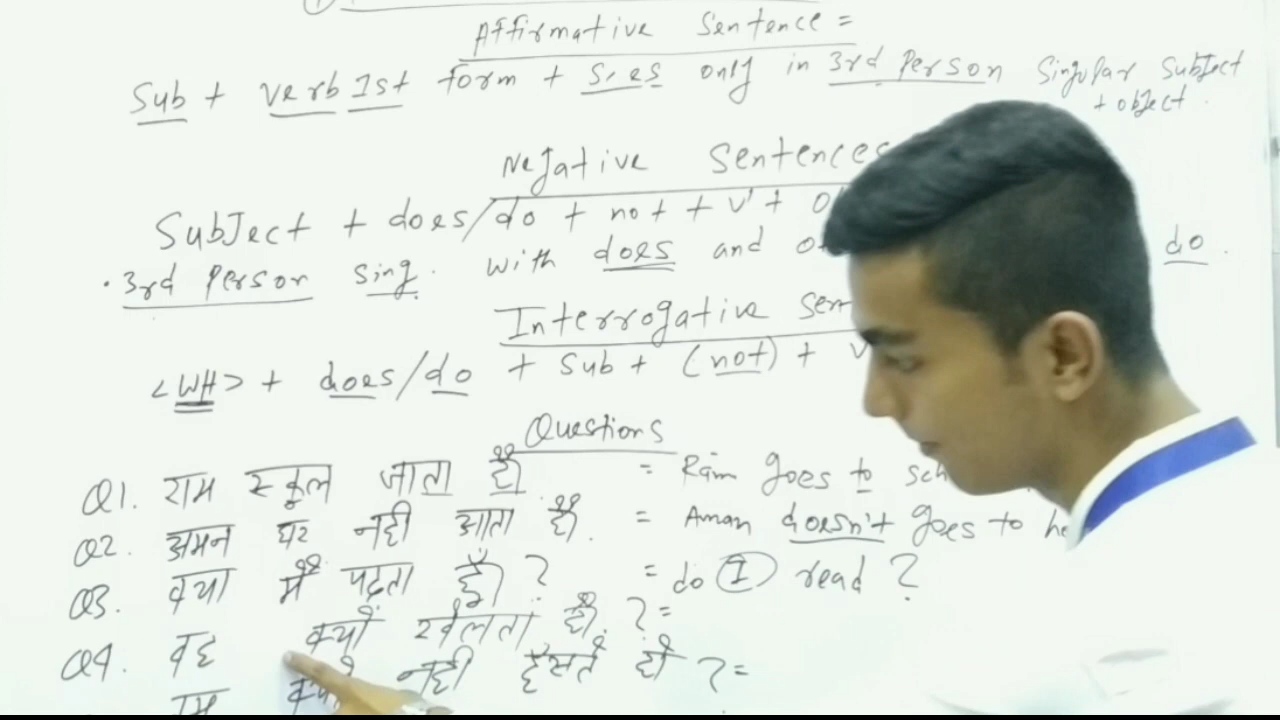 Affirmative Sentence =
Sub + verb 1st form + s, es only in 3rd Person Singular Subject
+ object.
Negative Sentences
Subject + does/do + not + V¹ +
• 3rd Person Sing. with does and do.
Interrogative
<WH> + does/do + Sub + (not) +
Questions
Q1. राम स्कूल जाता है = Ram goes to
Q2. अमन घर नही आता है. = Aman doesn't goes to
Q3. क्या मैं पढ़ता हूँ ? = do I read ?
Q4. वह क्यों खेलता है. ? =
नही हँसते हो ? =